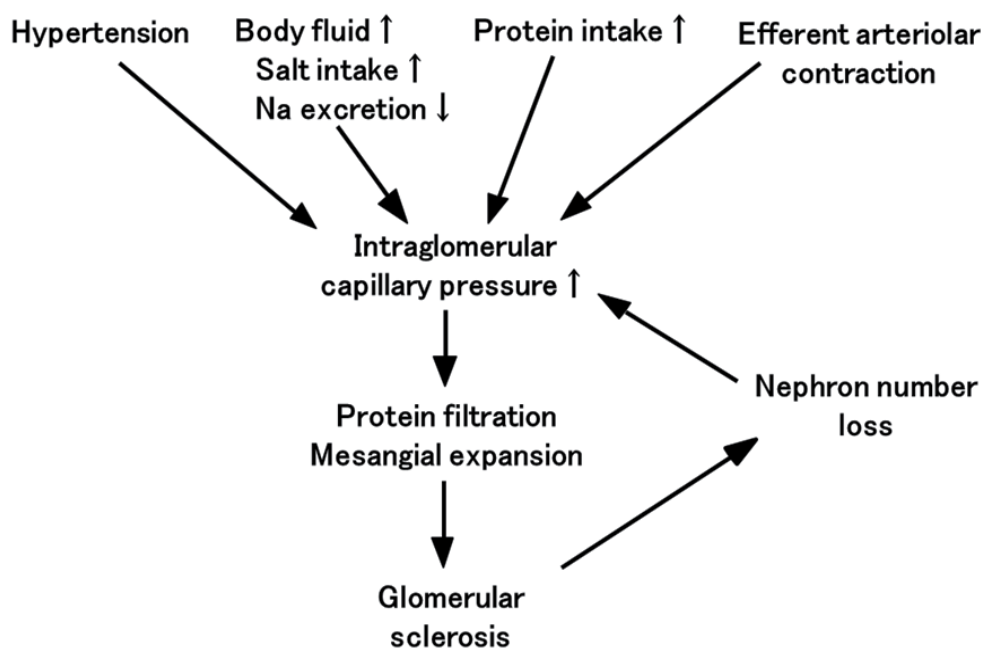 Hypertension
Body fluid ↑
Salt intake ↑
Na excretion ↓
Protein intake ↑
Efferent arteriolar
contraction
Intraglomerular
capillary pressure ↑
Protein filtration
Mesangial expansion
Nephron number
loss
Glomerular
sclerosis